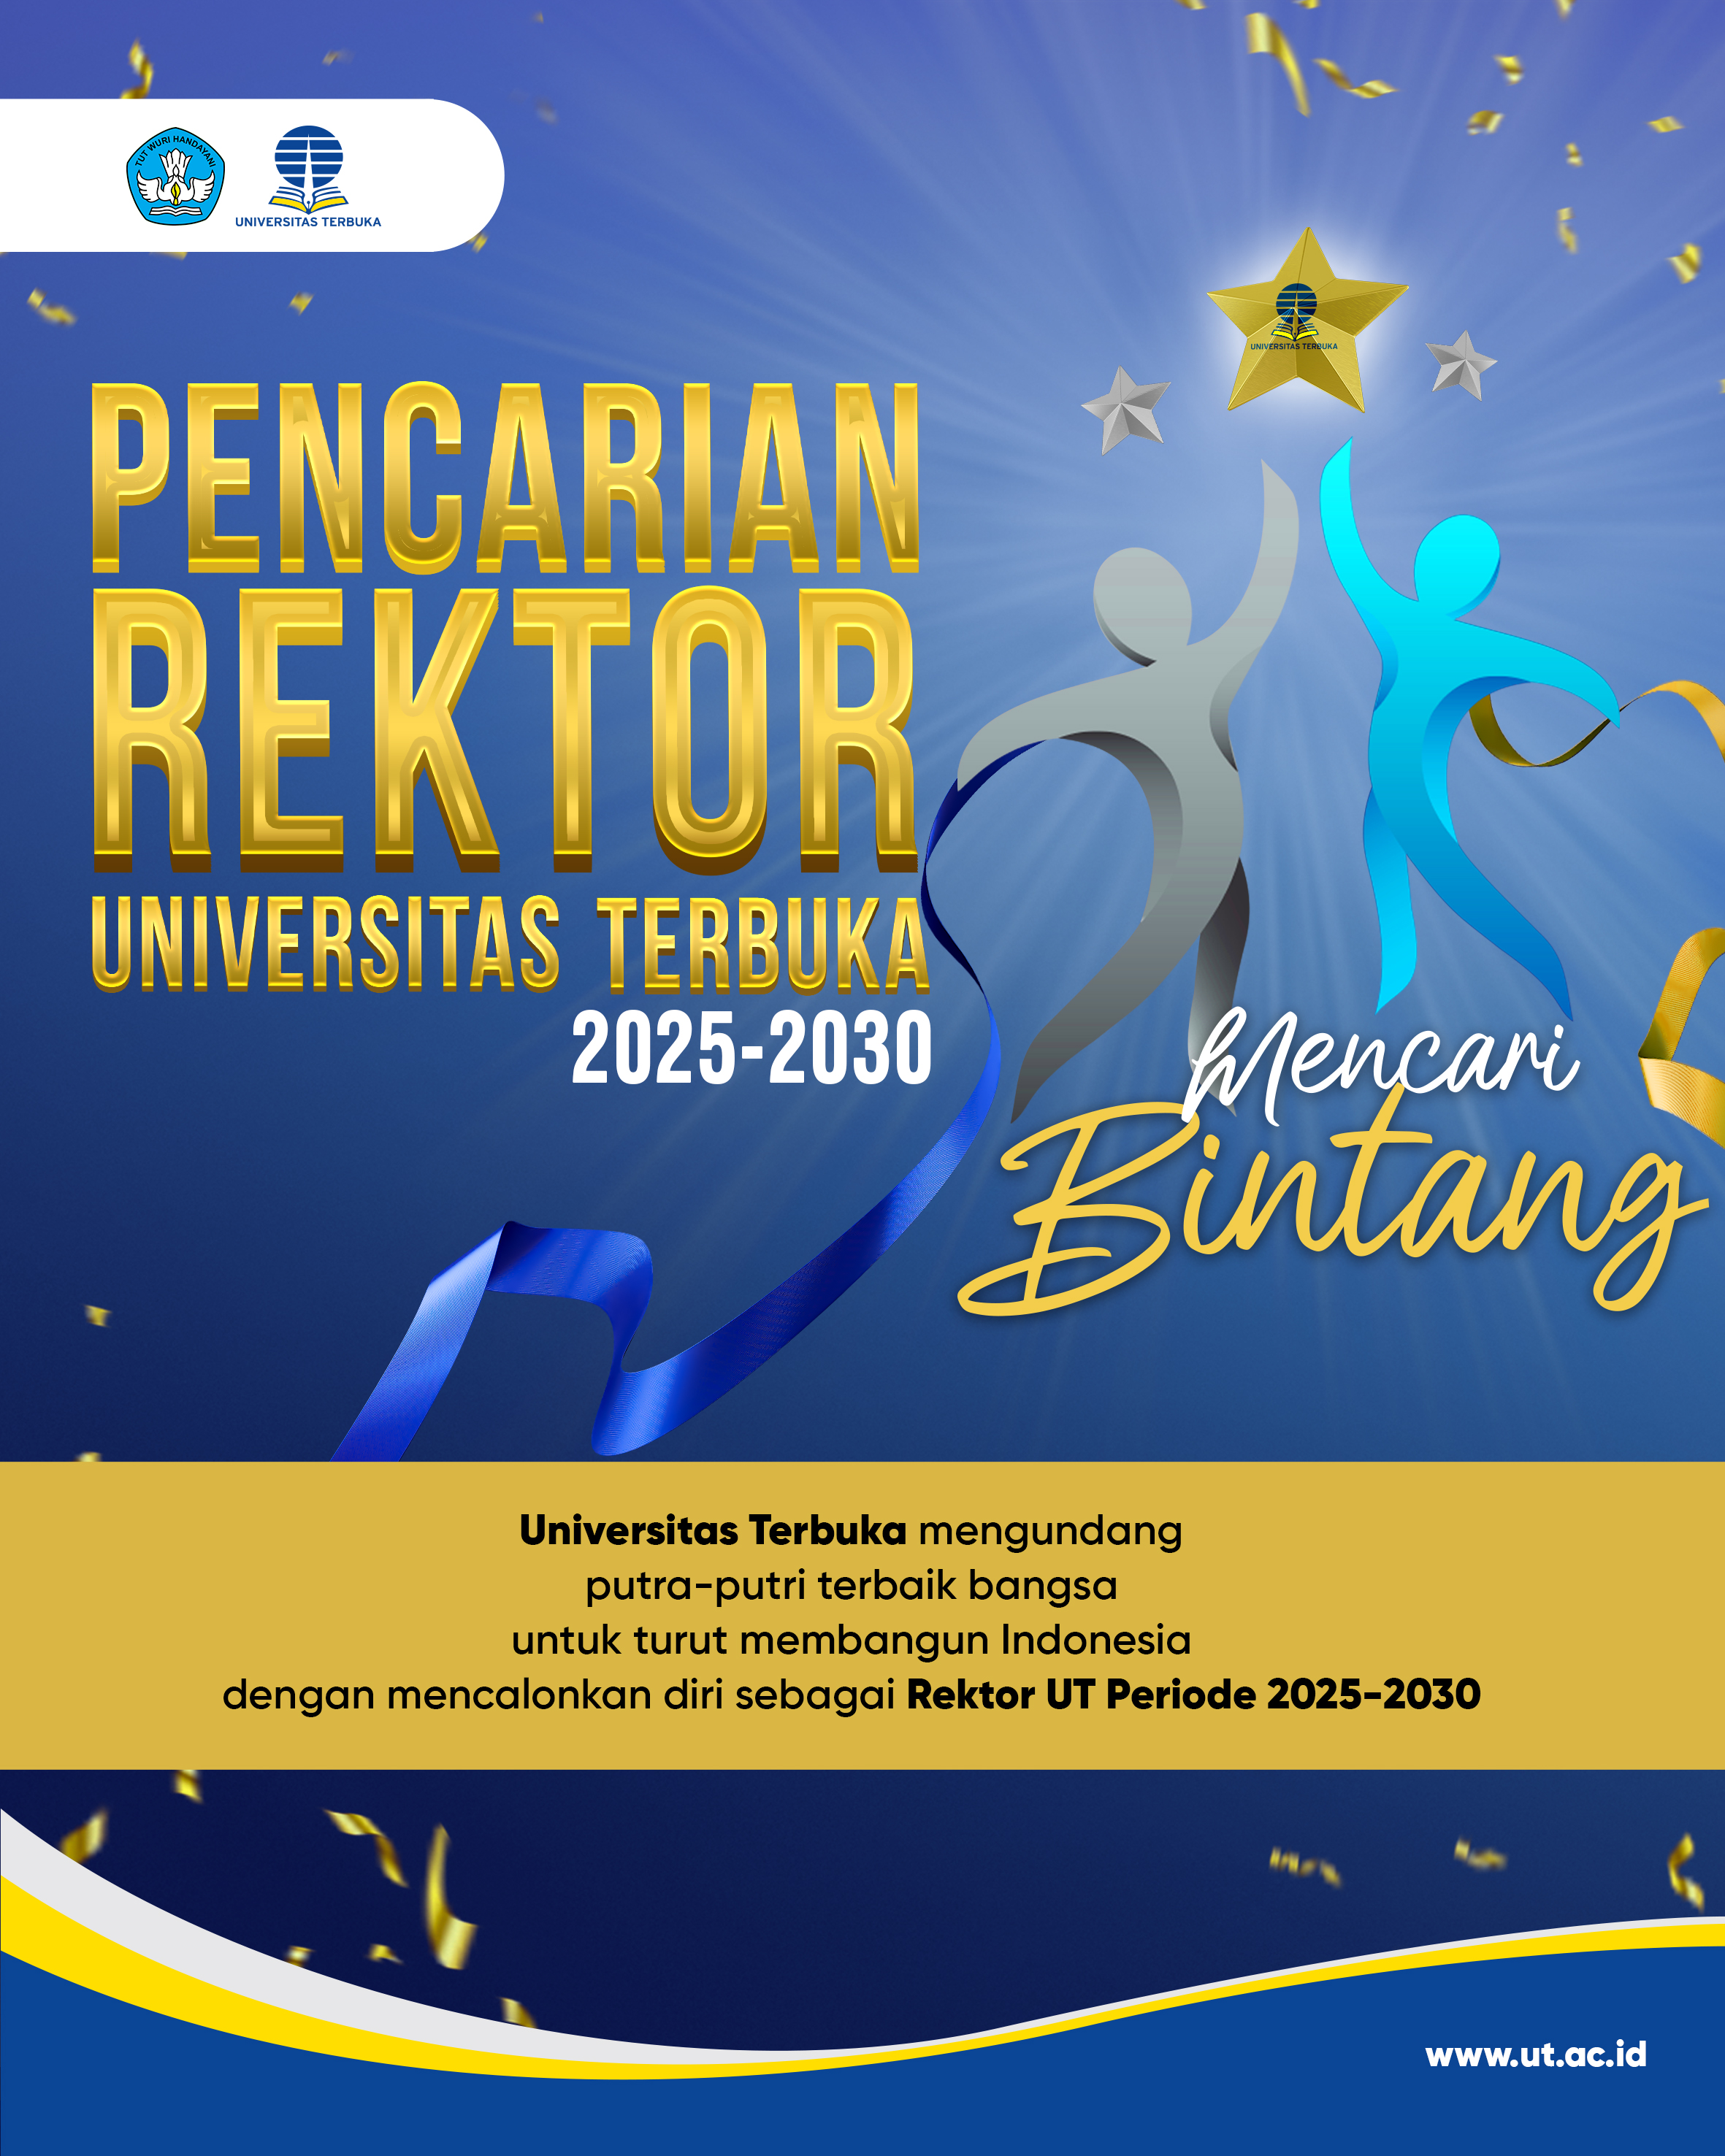 TUT WURI HANDAYANI
UNIVERSITAS TERBUKA
UNIVERSITAS TERBUKA
PENCARIAN
REKTOR
UNIVERSITAS TERBUKA
2025-2030
Mencari
Bintang
Universitas Terbuka mengundang
putra-putri terbaik bangsa
untuk turut membangun Indonesia
dengan mencalonkan diri sebagai Rektor UT Periode 2025-2030
www.ut.ac.id